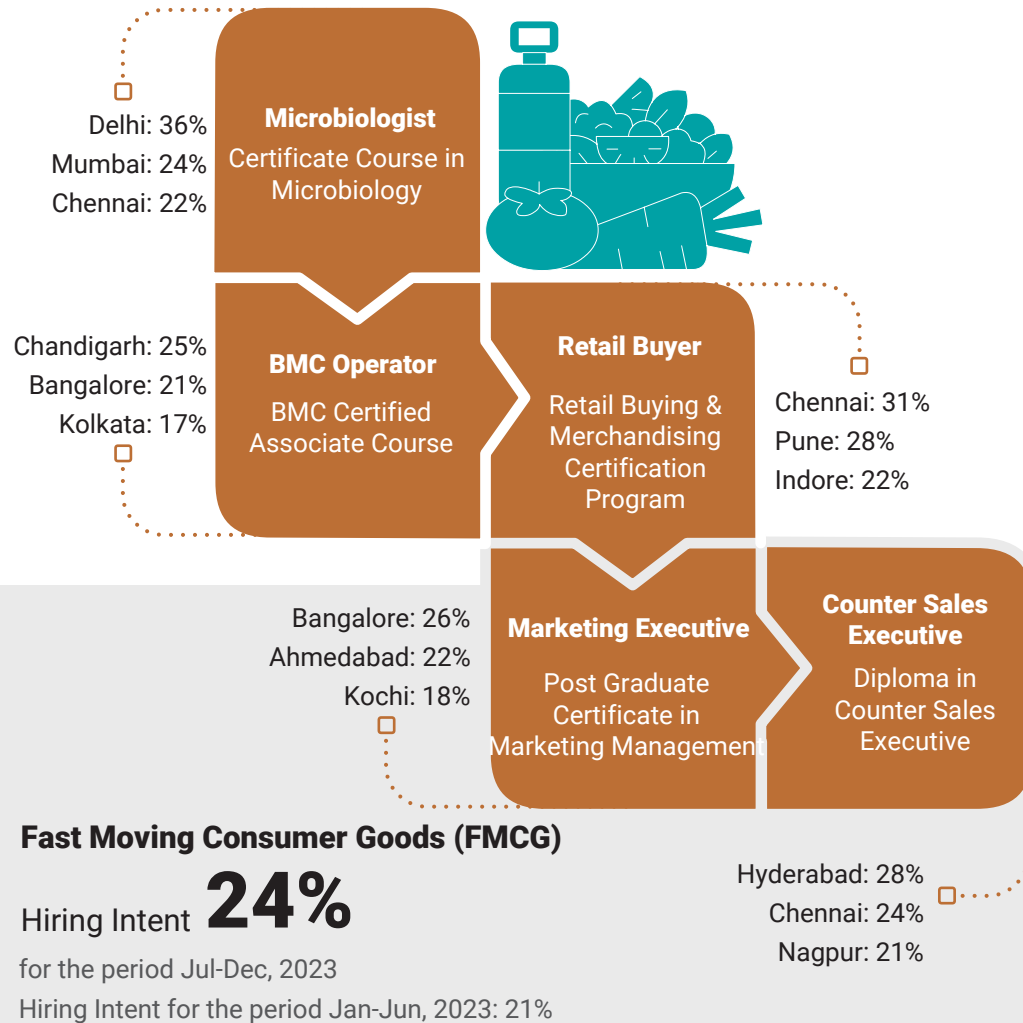 Delhi: 36%
Mumbai: 24%
Chennai: 22%
Microbiologist
Certificate Course in
Microbiology
Chandigarh: 25%
Bangalore: 21%
Kolkata: 17%
BMC Operator
BMC Certified
Associate Course
Retail Buyer
Retail Buying &
Merchandising
Certification
Program
Chennai: 31%
Pune: 28%
Indore: 22%
Bangalore: 26%
Ahmedabad: 22%
Kochi: 18%
Marketing Executive
Post Graduate
Certificate in
Marketing Management
Counter Sales
Executive
Diploma in
Counter Sales
Executive
Hyderabad: 28%
Chennai: 24%
Nagpur: 21%
Fast Moving Consumer Goods (FMCG)
Hiring Intent 24%
for the period Jul-Dec, 2023
Hiring Intent for the period Jan-Jun, 2023: 21%